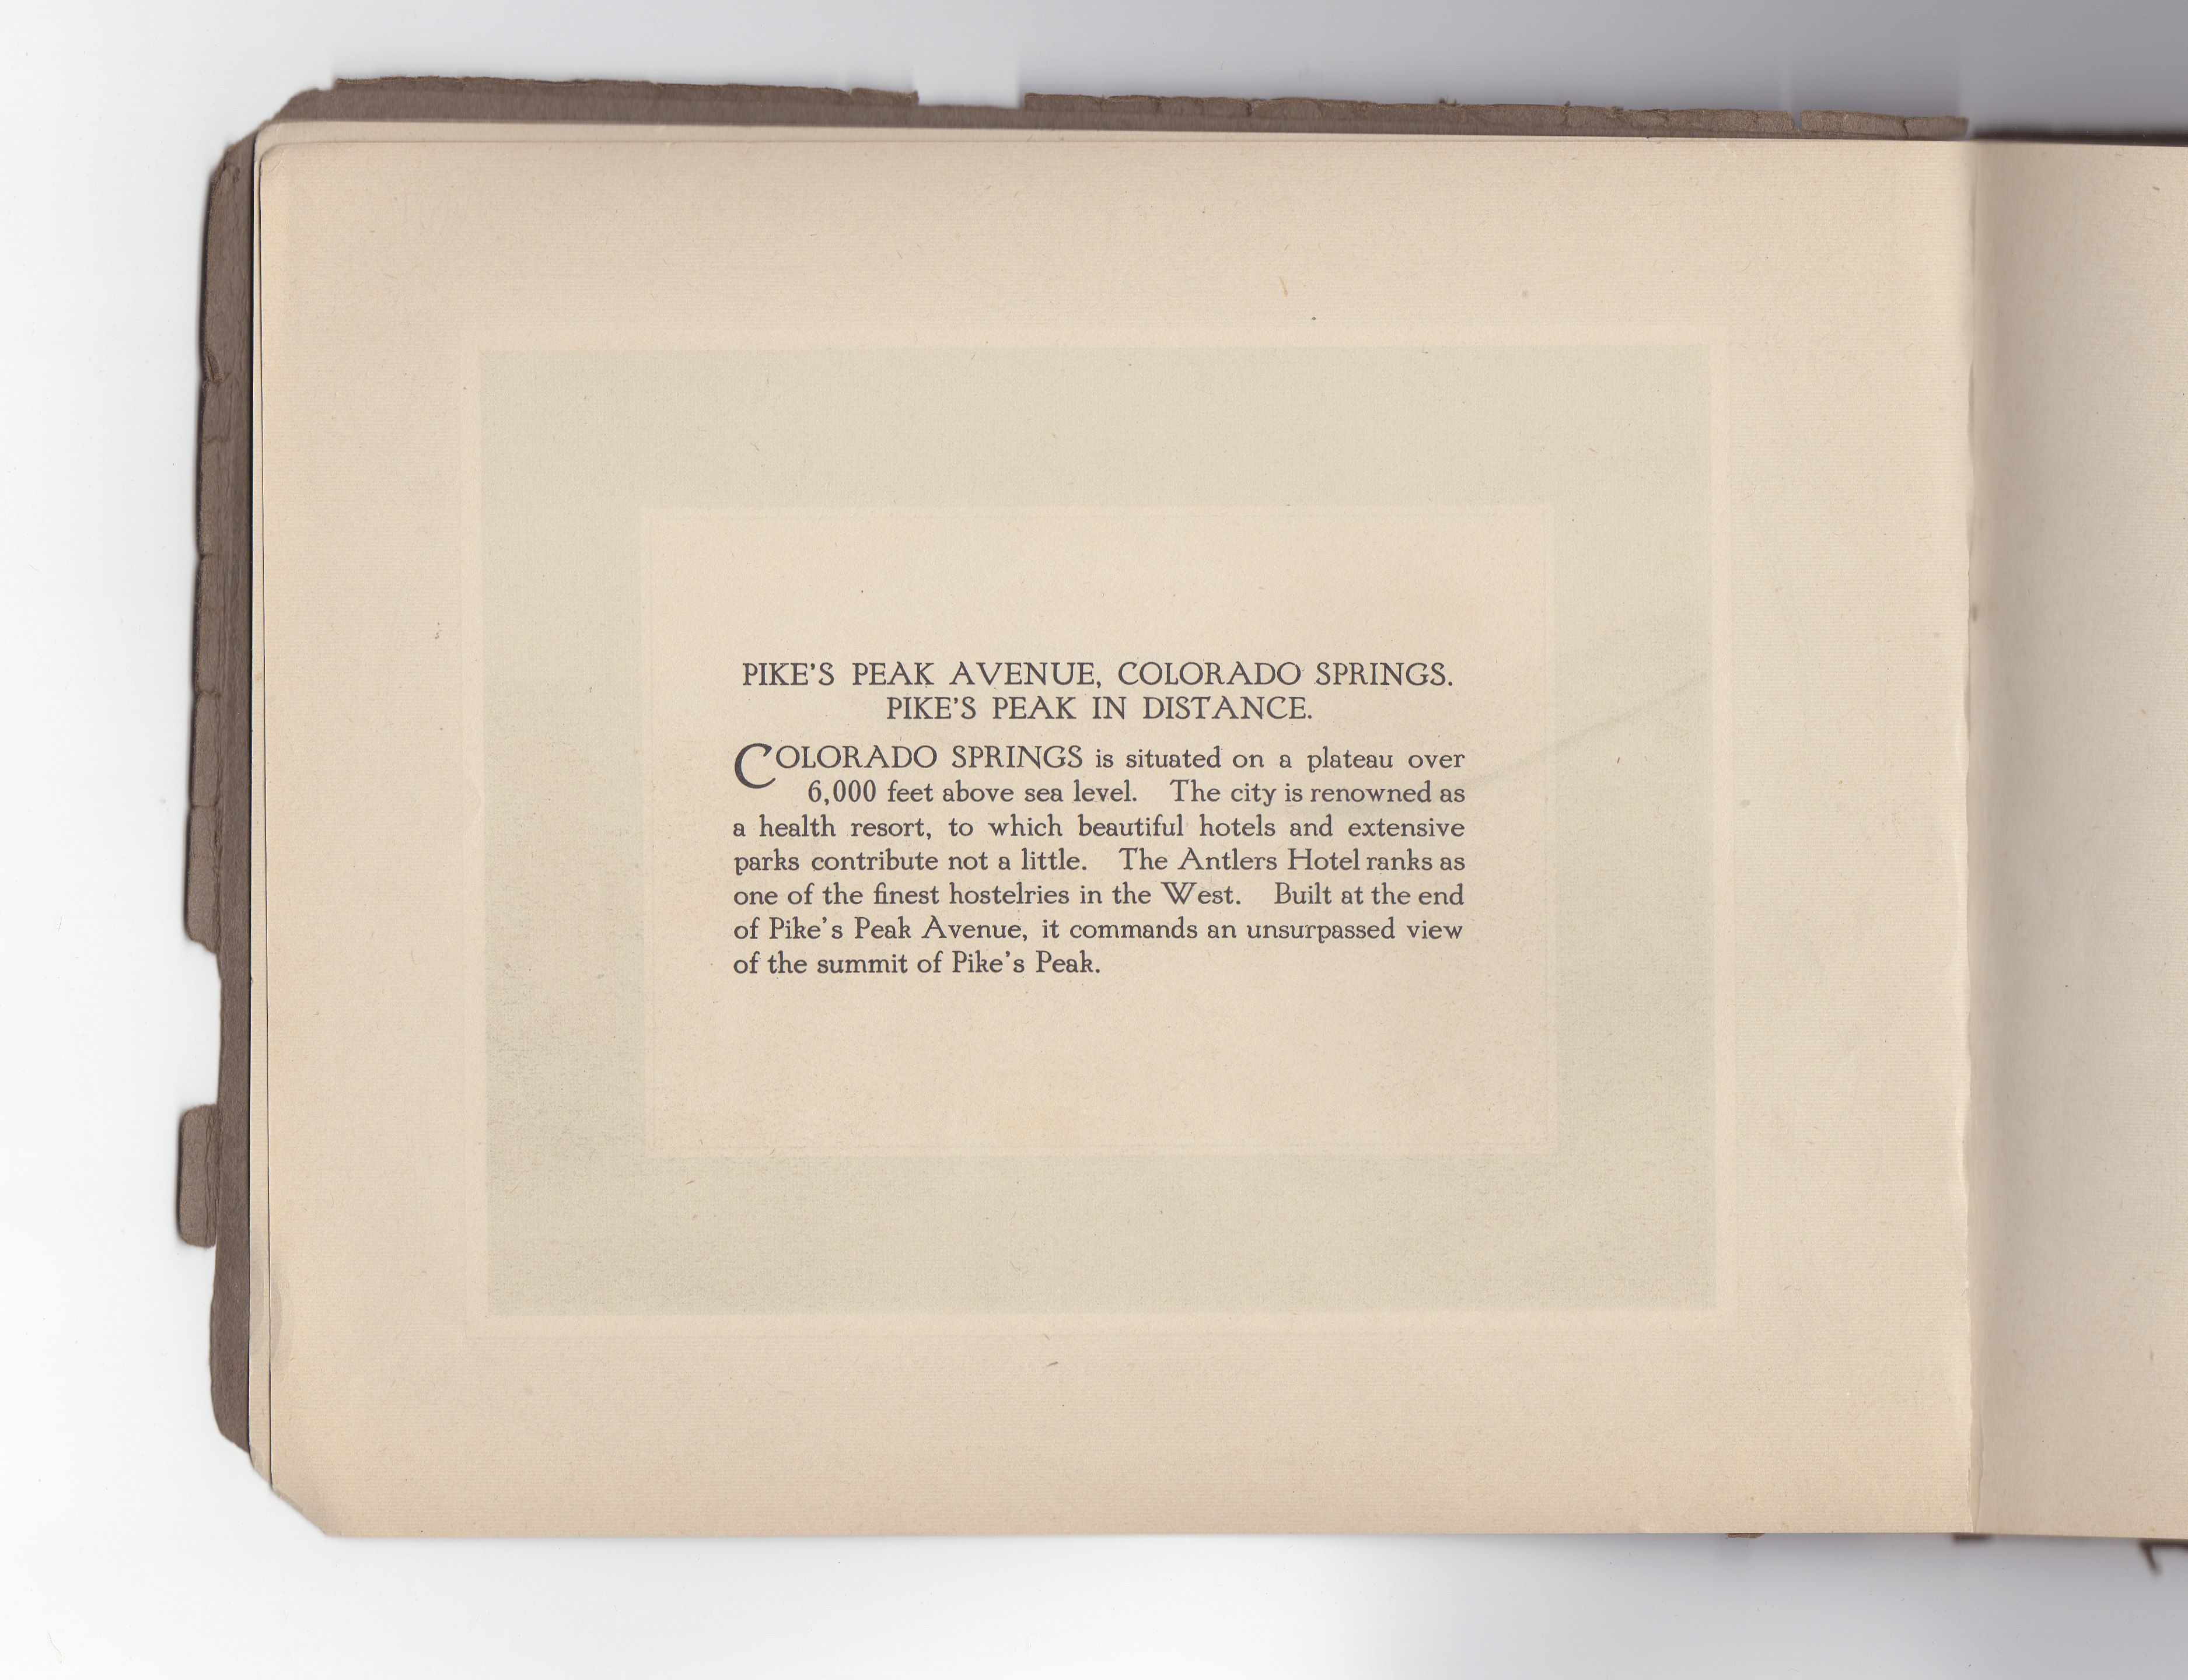 PIKE'S PEAK AVENUE, COLORADO SPRINGS.
PIKE'S PEAK IN DISTANCE.
COLORADO SPRINGS is situated on a plateau over
6,000 feet above sea level. The city is renowned as
a health resort, to which beautiful hotels and extensive
parks contribute not a little. The Antlers Hotel ranks as
one of the finest hostelries in the West. Built at the end
of Pike's Peak Avenue, it commands an unsurpassed view
of the summit of Pike's Peak.